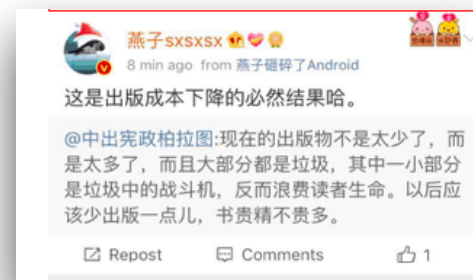 燕子sxsxsx
8 min ago from 燕子砸碎了Android
这是出版成本下降的必然结果哈。
@中出宪政柏拉图:现在的出版物不是太少了，而
是太多了，而且大部分都是垃圾，其中一小部分
是垃圾中的战斗机，反而浪费读者生命。以后应
该少出版一点儿，书贵精不贵多。
Repost Comments 1